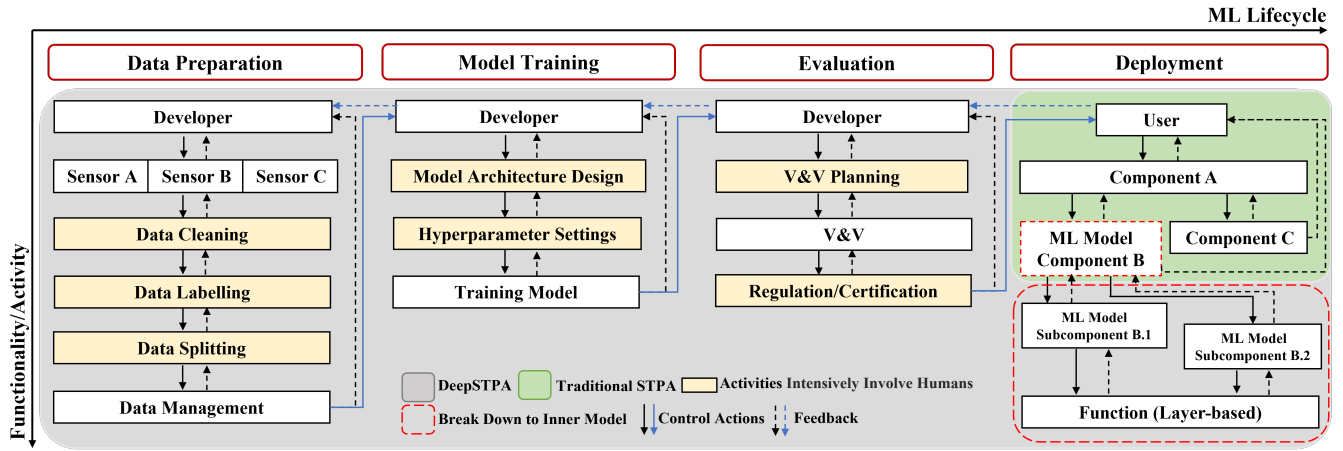 ML Lifecycle
Functionality/Activity
Data Preparation
Model Training
Evaluation
Deployment
Developer
Sensor A
Sensor B
Sensor C
Data Cleaning
Data Labelling
Data Splitting
Data Management
Developer
Model Architecture Design
Hyperparameter Settings
Training Model
Developer
V&V Planning
V&V
Regulation/Certification
User
Component A
ML Model
Component B
Component C
ML Model
Subcomponent B.1
ML Model
Subcomponent B.2
Function (Layer-based)
DeepSTPA
Traditional STPA
Activities Intensively Involve Humans
Break Down to Inner Model
Control Actions
Feedback